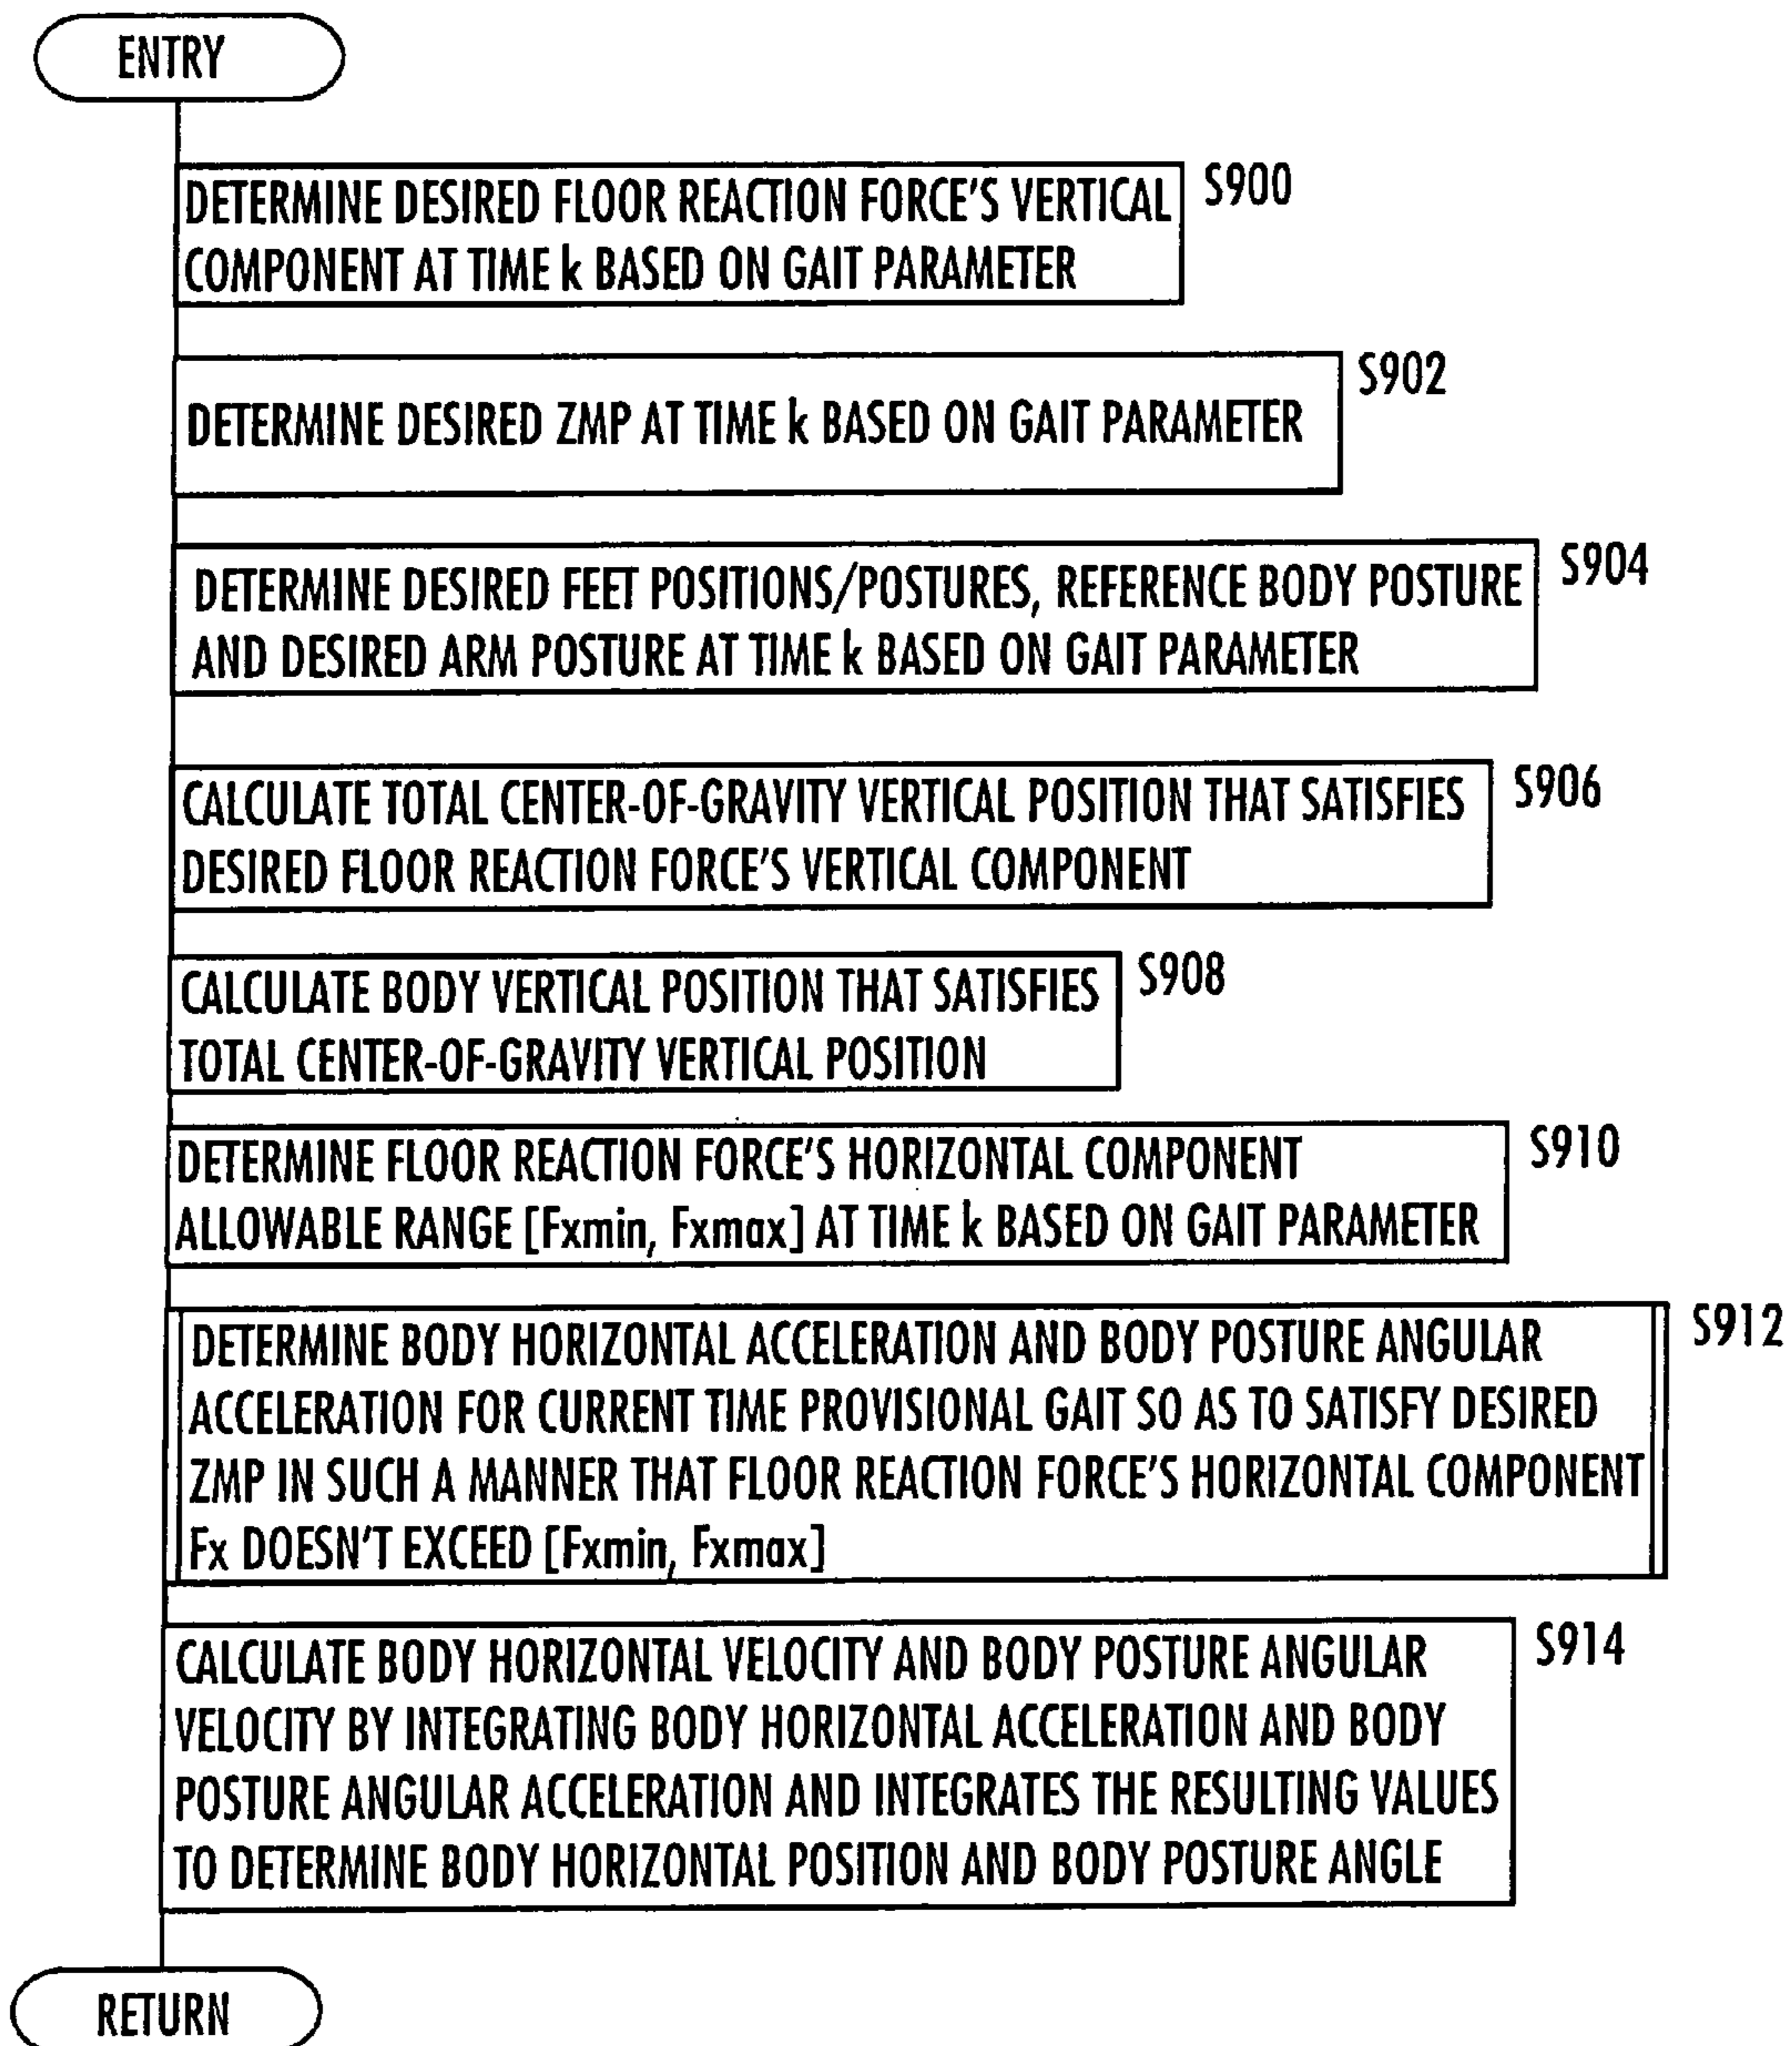 ENTRY
DETERMINE DESIRED FLOOR REACTION FORCE'S VERTICAL
COMPONENT AT TIME k BASED ON GAIT PARAMETER
S900
DETERMINE DESIRED ZMP AT TIME k BASED ON GAIT PARAMETER
S902
DETERMINE DESIRED FEET POSITIONS/POSTURES, REFERENCE BODY POSTURE
AND DESIRED ARM POSTURE AT TIME k BASED ON GAIT PARAMETER
S904
CALCULATE TOTAL CENTER-OF-GRAVITY VERTICAL POSITION THAT SATISFIES
DESIRED FLOOR REACTION FORCE'S VERTICAL COMPONENT
S906
CALCULATE BODY VERTICAL POSITION THAT SATISFIES
TOTAL CENTER-OF-GRAVITY VERTICAL POSITION
S908
DETERMINE FLOOR REACTION FORCE'S HORIZONTAL COMPONENT
ALLOWABLE RANGE [Fxmin, Fxmax] AT TIME k BASED ON GAIT PARAMETER
S910
DETERMINE BODY HORIZONTAL ACCELERATION AND BODY POSTURE ANGULAR
ACCELERATION FOR CURRENT TIME PROVISIONAL GAIT SO AS TO SATISFY DESIRED
ZMP IN SUCH A MANNER THAT FLOOR REACTION FORCE'S HORIZONTAL COMPONENT
Fx DOESN'T EXCEED [Fxmin, Fxmax]
S912
CALCULATE BODY HORIZONTAL VELOCITY AND BODY POSTURE ANGULAR
VELOCITY BY INTEGRATING BODY HORIZONTAL ACCELERATION AND BODY
POSTURE ANGULAR ACCELERATION AND INTEGRATES THE RESULTING VALUES
TO DETERMINE BODY HORIZONTAL POSITION AND BODY POSTURE ANGLE
S914
RETURN